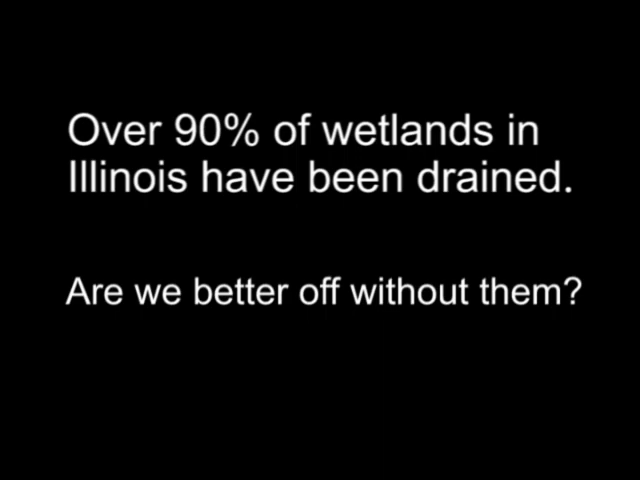 Over 90% of wetlands in
Illinois have been drained.
Are we better off without them?